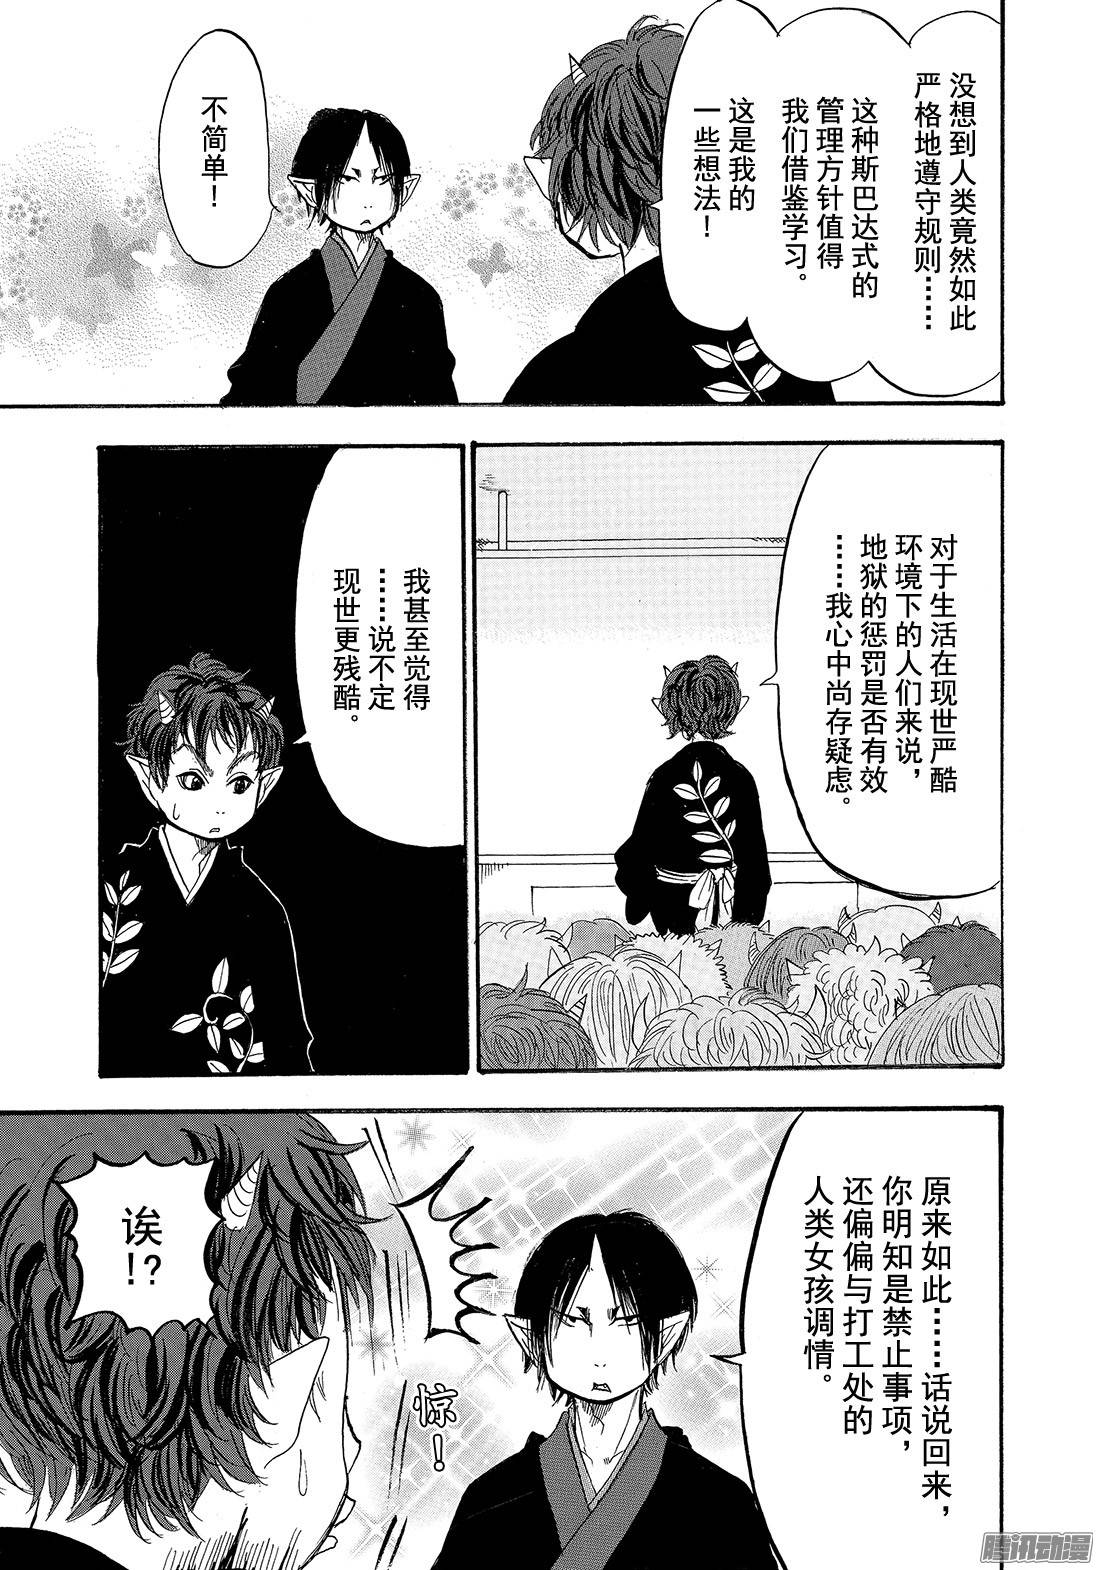 没想到人类竟然如此
严格地遵守规则……
这种斯巴达式的
管理方针值得
我们借鉴学习。
这是我的
一些想法！
不简单！
对于生活在现世严酷
环境下的人们来说，
地狱的惩罚是否有效
……我心中尚存疑虑。
我甚至觉得
……说不定
现世更残酷。
原来如此……话说回来，
你明知是禁止事项，
还偏偏与打工处的
人类女孩调情。
惊！
诶!?
腾讯动漫